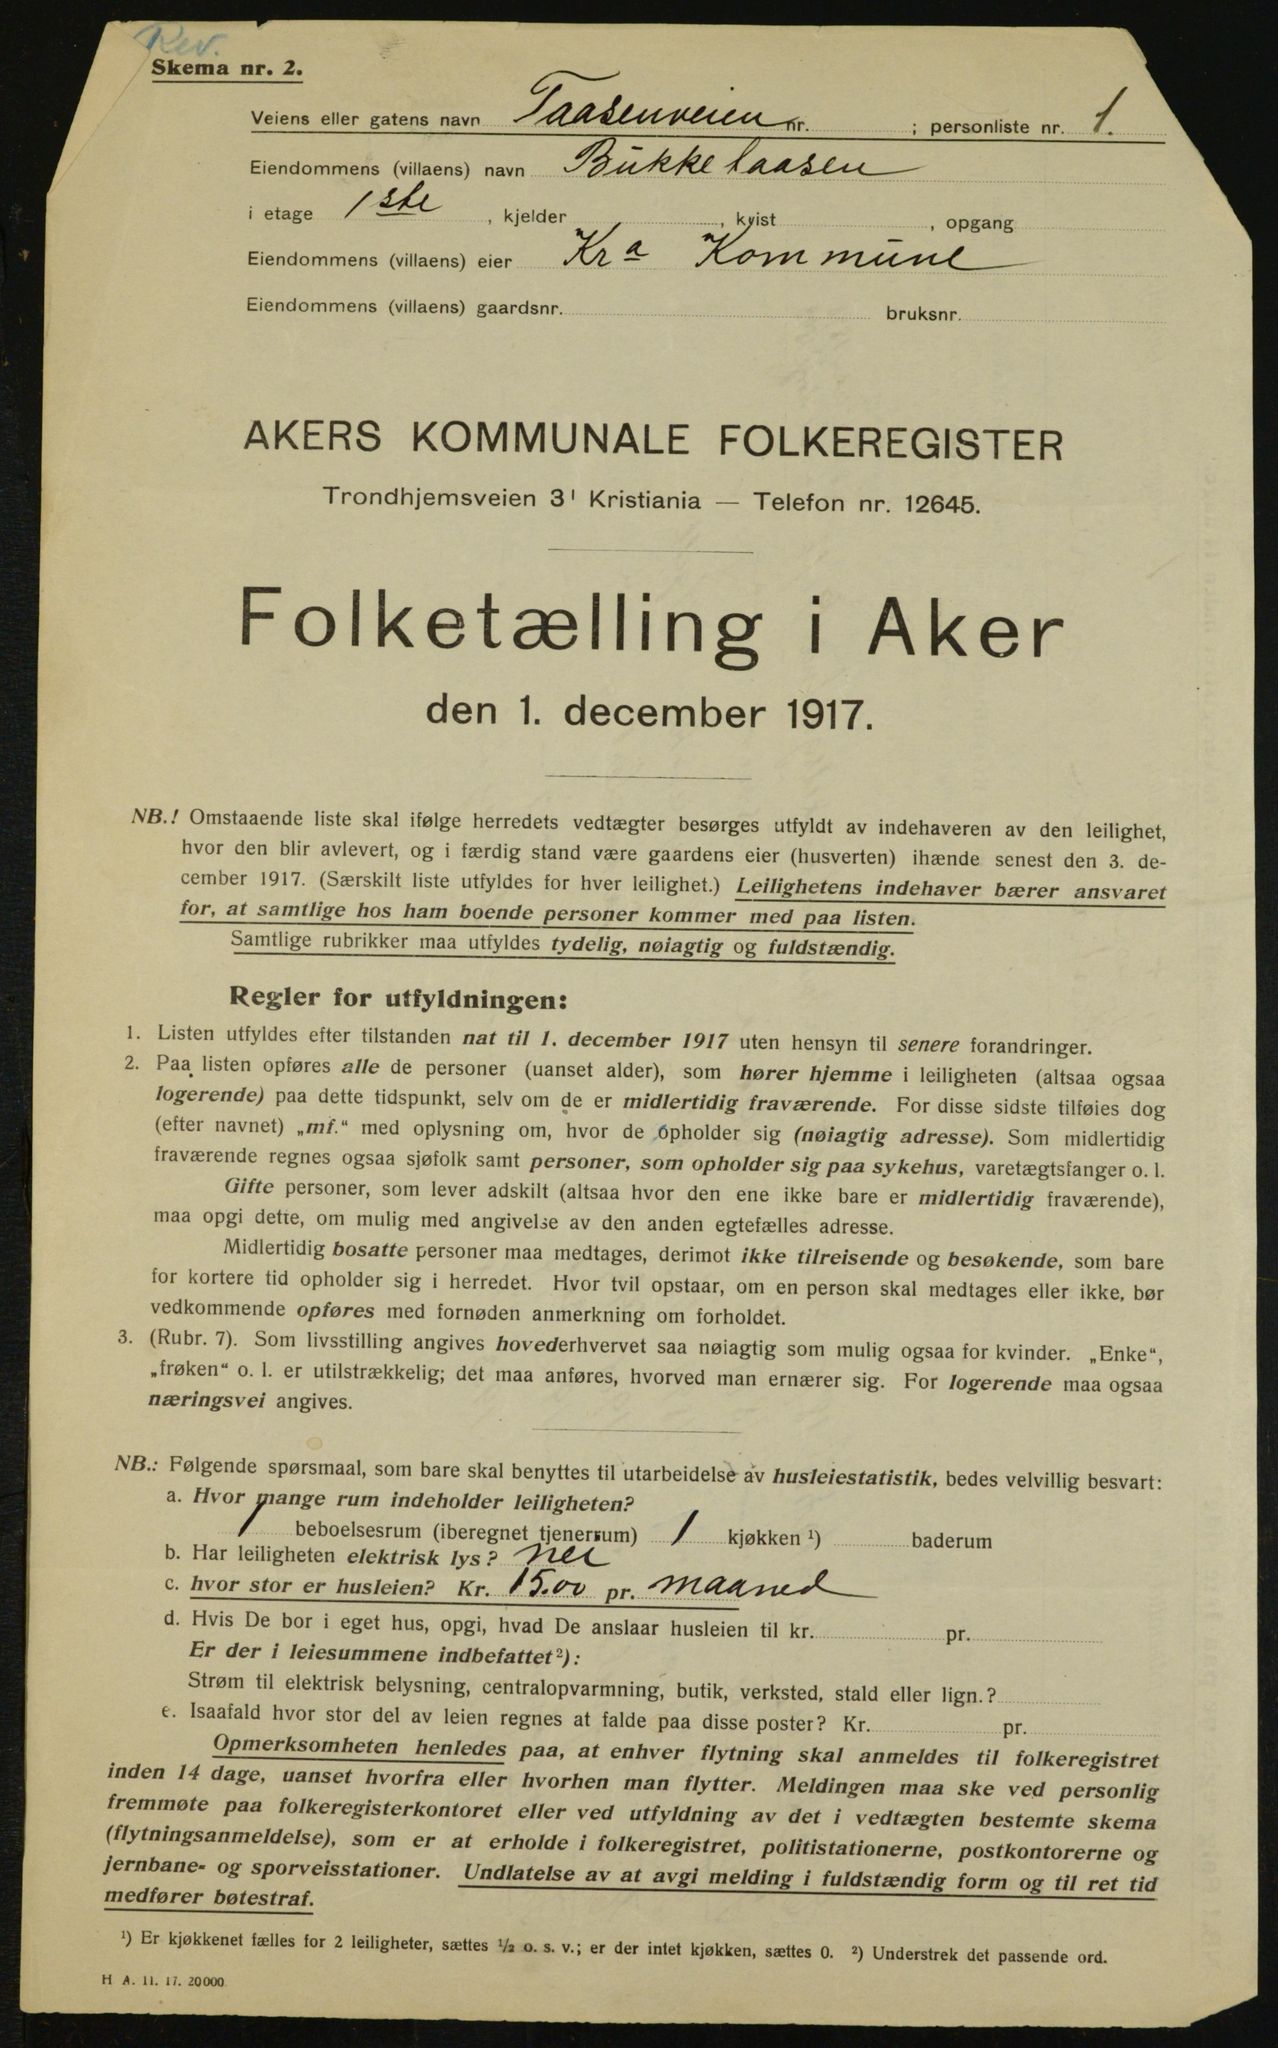 Rev.
Skema nr. 2.
Veiens eller gatens navn Taasenveien nr. ; personliste nr. 1.
Eiendommens (villaens) navn Bükkelaasen
i etage 1ste , kjelder , kvist , opgang
Eiendommens (villaens) eier Kra Kommüne
Eiendommens (villaens) gaardsnr. bruksnr.
AKERS KOMMUNALE FOLKEREGISTER
Trondhjemsveien 3ᴵ Kristiania — Telefon nr. 12645.
Folketælling i Aker
den 1. december 1917.
NB.! Omstaaende liste skal ifølge herredets vedtægter besørges utfyldt av indehaveren av den leilighet,
hvor den blir avlevert, og i færdig stand være gaardens eier (husverten) ihænde senest den 3. de-
cember 1917. (Særskilt liste utfyldes for hver leilighet.) Leilighetens indehaver bærer ansvaret
for, at samtlige hos ham boende personer kommer med paa listen.
Samtlige rubrikker maa utfyldes tydelig, nøiagtig og fuldstændig.
Regler for utfyldningen:
1. Listen utfyldes efter tilstanden nat til 1. december 1917 uten hensyn til senere forandringer.
2. Paa listen opføres alle de personer (uanset alder), som hører hjemme i leiligheten (altsaa ogsaa
logerende) paa dette tidspunkt, selv om de er midlertidig fraværende. For disse sidste tilføies dog
(efter navnet) „mf.“ med oplysning om, hvor de opholder sig (nøiagtig adresse). Som midlertidig
fraværende regnes ogsaa sjøfolk samt personer, som opholder sig paa sykehus, varetægtsfanger o. l.
Gifte personer, som lever adskilt (altsaa hvor den ene ikke bare er midlertidig fraværende),
maa opgi dette, om mulig med angivelse av den anden egtefælles adresse.
Midlertidig bosatte personer maa medtages, derimot ikke tilreisende og besøkende, som bare
for kortere tid opholder sig i herredet. Hvor tvil opstaar, om en person skal medtages eller ikke, bør
vedkommende opføres med fornøden anmerkning om forholdet.
3. (Rubr. 7). Som livsstilling angives hovederhvervet saa nøiagtig som mulig ogsaa for kvinder. „Enke“,
„frøken“ o. l. er utilstrækkelig; det maa anføres, hvorved man ernærer sig. For logerende maa ogsaa
næringsvei angives.
NB.: Følgende spørsmaal, som bare skal benyttes til utarbeidelse av husleiestatistik, bedes velvillig besvart:
a. Hvor mange rum indeholder leiligheten?
1 beboelsesrum (iberegnet tjenerrum) 1 kjøkken ¹) baderum
b. Har leiligheten elektrisk lys? nei
c. hvor stor er husleien? Kr. 15.00 pr. maaned
d. Hvis De bor i eget hus, opgi, hvad De anslaar husleien til kr. pr.
Er der i leiesummene indbefattet²):
Strøm til elektrisk belysning, centralopvarmning, butik, verksted, stald eller lign.?
e. Isaafald hvor stor del av leien regnes at falde paa disse poster? Kr. pr.
Opmerksomheten henledes paa, at enhver flytning skal anmeldes til folkeregistret
inden 14 dage, uanset hvorfra eller hvorhen man flytter. Meldingen maa ske ved personlig
fremmøte paa folkeregisterkontoret eller ved utfyldning av det i vedtægten bestemte skema
(flytningsanmeldelse), som er at erholde i folkeregistret, politistationerne, postkontorerne og
jernbane- og sporveisstationer. Undlatelse av at avgi melding i fuldstændig form og til ret tid
medfører bøtestraf.
¹) Er kjøkkenet fælles for 2 leiligheter, sættes ½ o. s. v.; er der intet kjøkken, sættes 0. ²) Understrek det passende ord.
H A. 11. 17. 20000